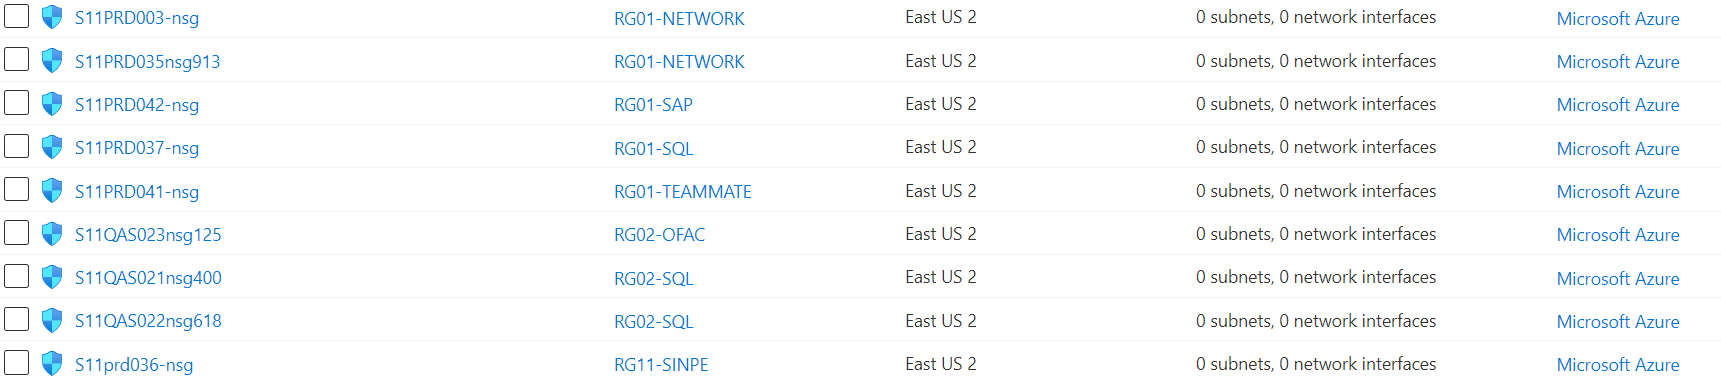 S11PRD003-nsg RG01-NETWORK East US 2 0 subnets, 0 network interfaces Microsoft Azure
S11PRD035nsg913 RG01-NETWORK East US 2 0 subnets, 0 network interfaces Microsoft Azure
S11PRD042-nsg RG01-SAP East US 2 0 subnets, 0 network interfaces Microsoft Azure
S11PRD037-nsg RG01-SQL East US 2 0 subnets, 0 network interfaces Microsoft Azure
S11PRD041-nsg RG01-TEAMMATE East US 2 0 subnets, 0 network interfaces Microsoft Azure
S11QAS023nsg125 RG02-OFAC East US 2 0 subnets, 0 network interfaces Microsoft Azure
S11QAS021nsg400 RG02-SQL East US 2 0 subnets, 0 network interfaces Microsoft Azure
S11QAS022nsg618 RG02-SQL East US 2 0 subnets, 0 network interfaces Microsoft Azure
S11prd036-nsg RG11-SINPE East US 2 0 subnets, 0 network interfaces Microsoft Azure